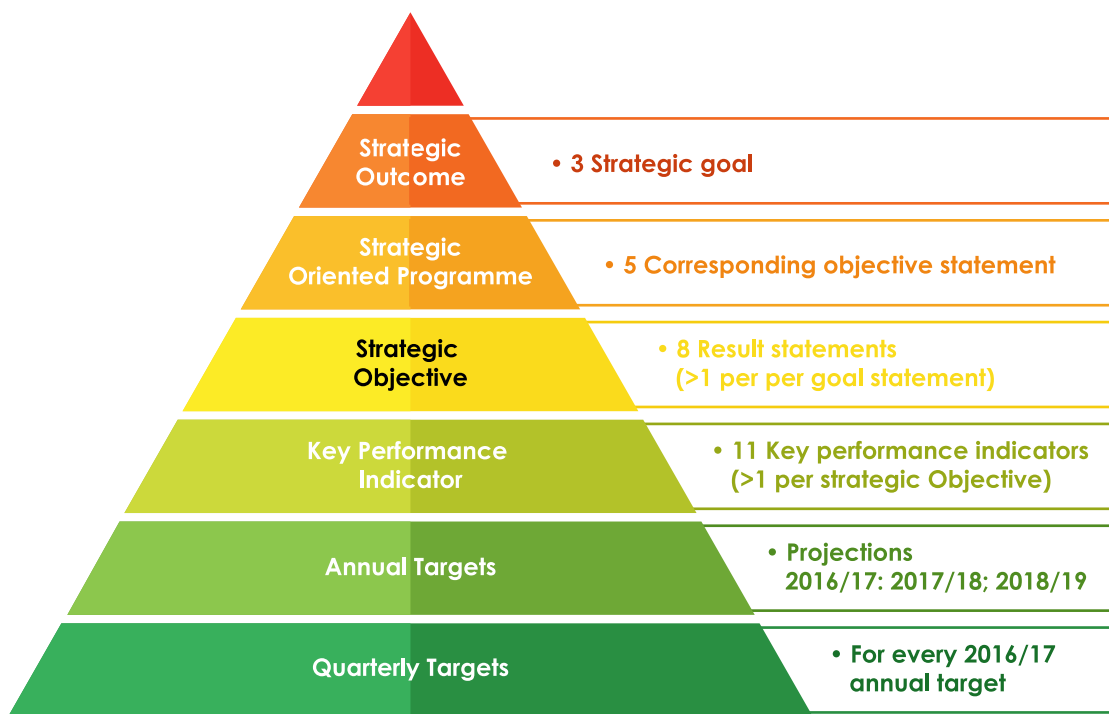 Strategic
Outcome
• 3 Strategic goal
Strategic
Oriented Programme
• 5 Corresponding objective statement
Strategic
Objective
• 8 Result statements
(>1 per per goal statement)
Key Performance
Indicator
• 11 Key performance indicators
(>1 per strategic Objective)
Annual Targets
• Projections
2016/17: 2017/18; 2018/19
Quarterly Targets
• For every 2016/17
annual target